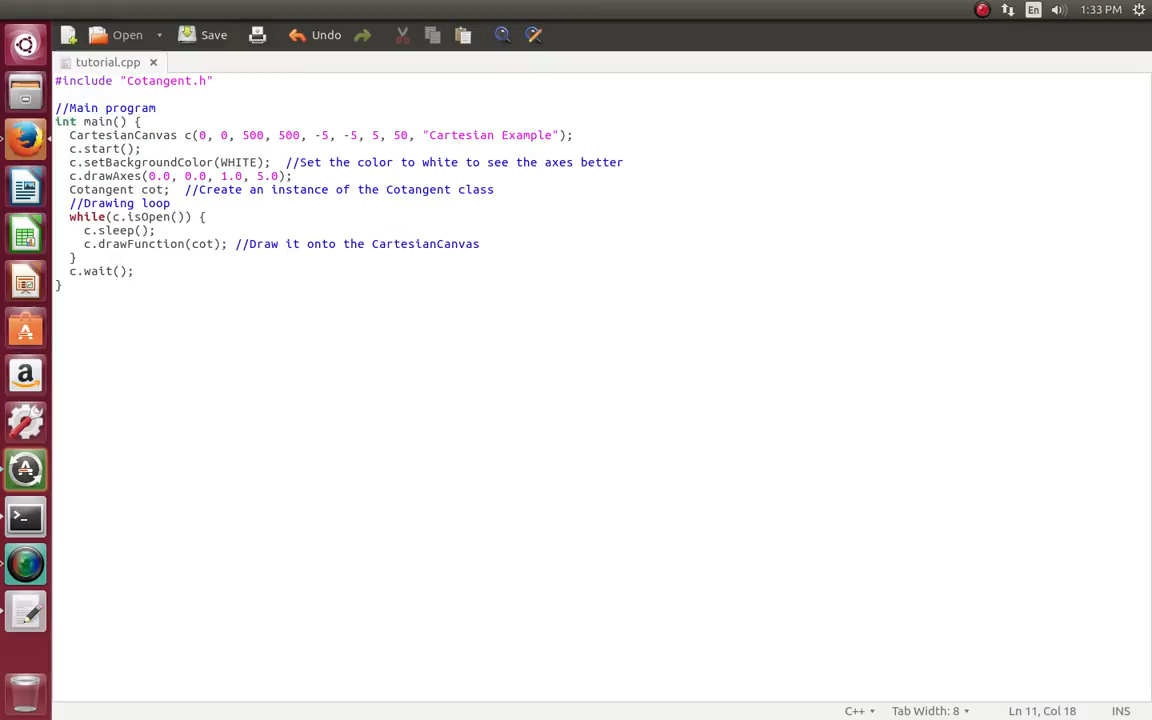 En 1:33 PM
Open Save Undo
tutorial.cpp ×
#include "Cotangent.h"
//Main program
int main() {
CartesianCanvas c(0, 0, 500, 500, -5, -5, 5, 50, "Cartesian Example");
c.start();
c.setBackgroundColor(WHITE);  //Set the color to white to see the axes better
c.drawAxes(0.0, 0.0, 1.0, 5.0);
Cotangent cot;  //Create an instance of the Cotangent class
//Drawing loop
while(c.isOpen()) {
c.sleep();
c.drawFunction(cot); //Draw it onto the CartesianCanvas
}
c.wait();
}
C++ Tab Width: 8 Ln 11, Col 18 INS